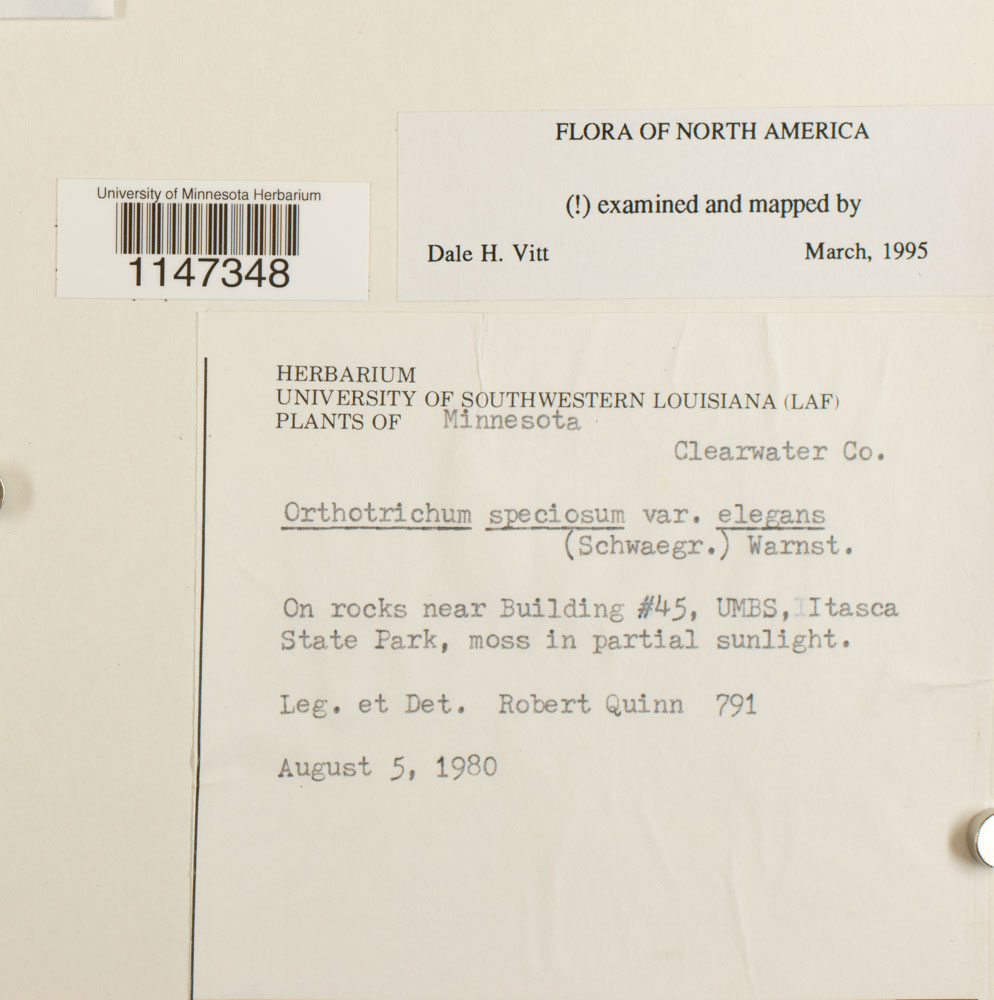 FLORA OF NORTH AMERICA
(!) examined and mapped by
Dale H. Vitt March, 1995
University of Minnesota Herbarium
1147348
HERBARIUM
UNIVERSITY OF SOUTHWESTERN LOUISIANA (LAF)
PLANTS OF Minnesota
Clearwater Co.
Orthotrichum speciosum var. elegans
(Schwaegr.) Warnst.
On rocks near Building #45, UMBS, Itasca
State Park, moss in partial sunlight.
Leg. et Det. Robert Quinn 791
August 5, 1980